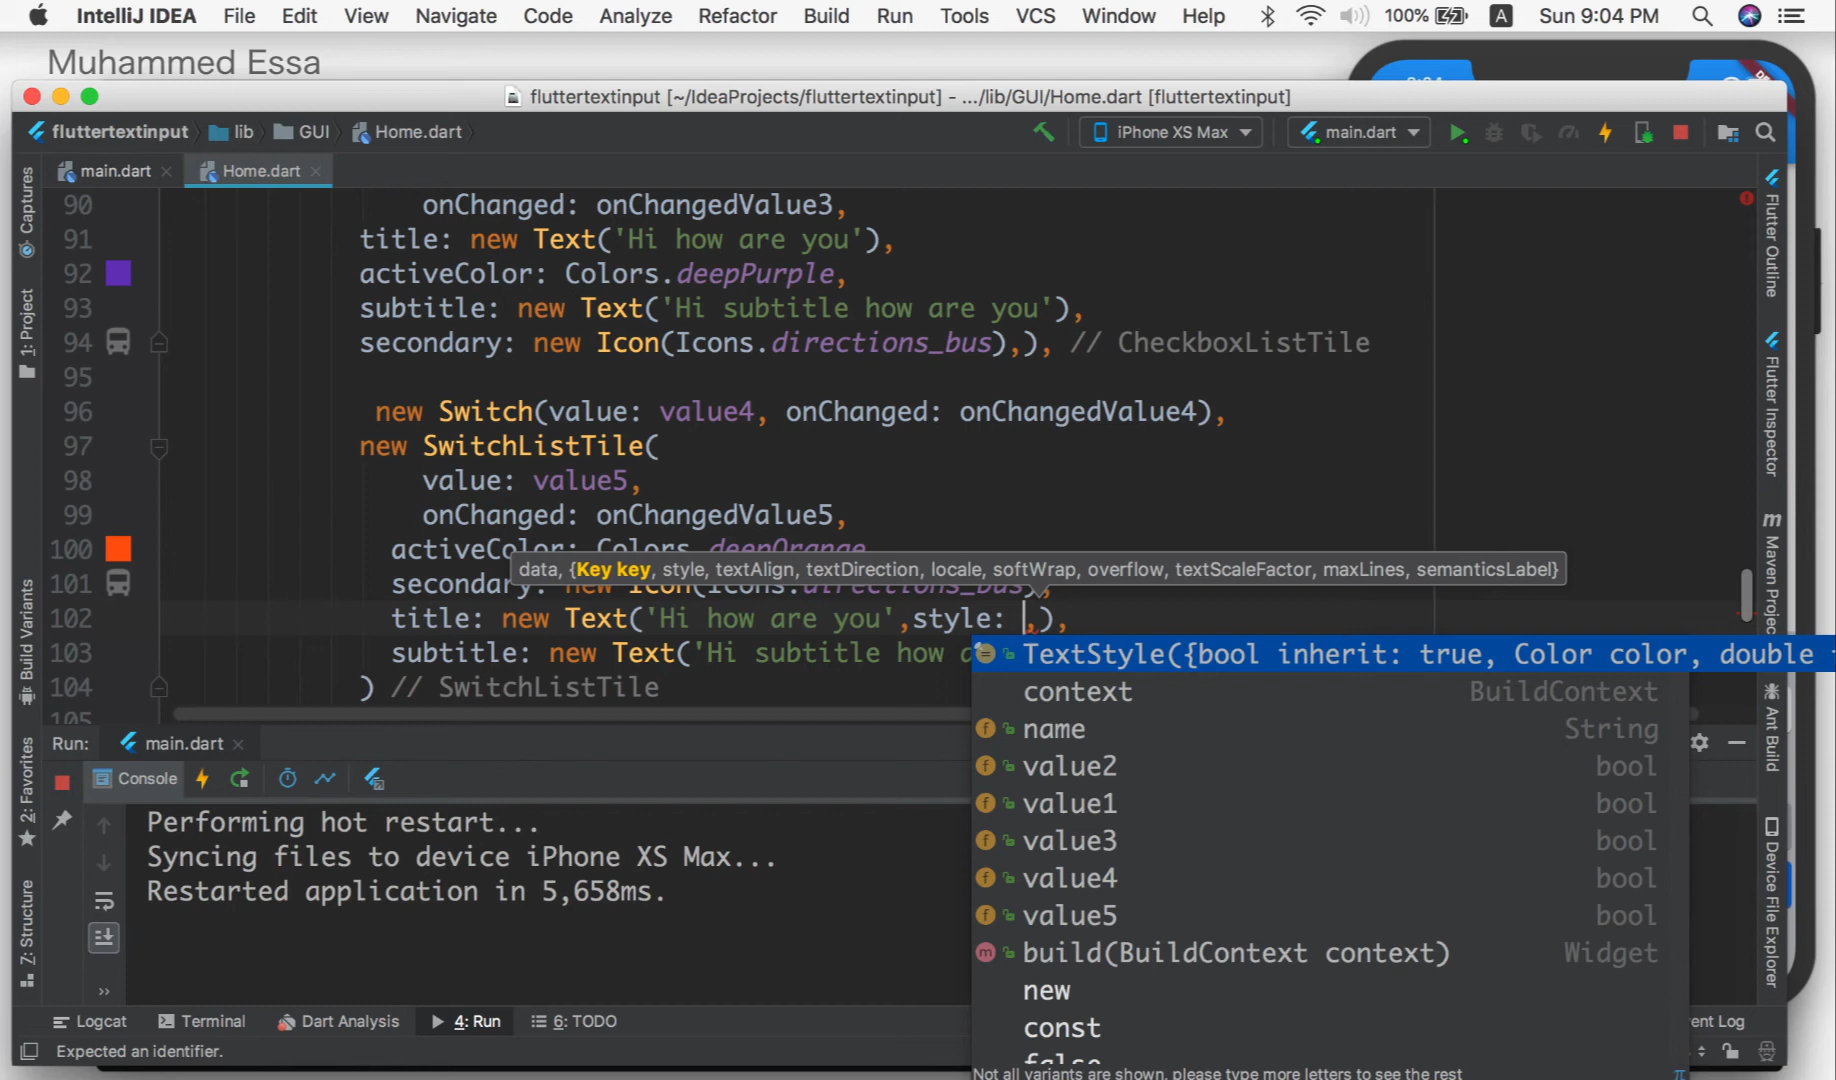 IntelliJ IDEA File Edit View Navigate Code Analyze Refactor Build Run Tools VCS Window Help 100% A Sun 9:04 PM
Muhammed Essa
fluttertextinput [~/IdeaProjects/fluttertextinput] - .../lib/GUI/Home.dart [fluttertextinput]
fluttertextinput lib GUI Home.dart iPhone XS Max main.dart
main.dart Home.dart
90 onChanged: onChangedValue3,
91 title: new Text('Hi how are you'),
92 activeColor: Colors.deepPurple,
93 subtitle: new Text('Hi subtitle how are you'),
94 secondary: new Icon(Icons.directions_bus),), // CheckboxListTile
95
96 new Switch(value: value4, onChanged: onChangedValue4),
97 new SwitchListTile(
98 value: value5,
99 onChanged: onChangedValue5,
100 activeColor: Colors.deepOrange
data, {Key key, style, textAlign, textDirection, locale, softWrap, overflow, textScaleFactor, maxLines, semanticsLabel}
101 secondary: new Icon(Icons.directions_bus),
102 title: new Text('Hi how are you',style: ,),
103 subtitle: new Text('Hi subtitle how
104 ) // SwitchListTile
105
TextStyle({bool inherit: true, Color color, double
context BuildContext
name String
value2 bool
value1 bool
value3 bool
value4 bool
value5 bool
build(BuildContext context) Widget
new
const
false
Not all variants are shown, please type more letters to see the rest
Run: main.dart
Console
Performing hot restart...
Syncing files to device iPhone XS Max...
Restarted application in 5,658ms.
Logcat Terminal Dart Analysis 4: Run 6: TODO ent Log
Expected an identifier.
Captures
1: Project
Build Variants
2: Favorites
7: Structure
Flutter Outline
Flutter Inspector
Maven Proje
Ant Build
Device File Explorer